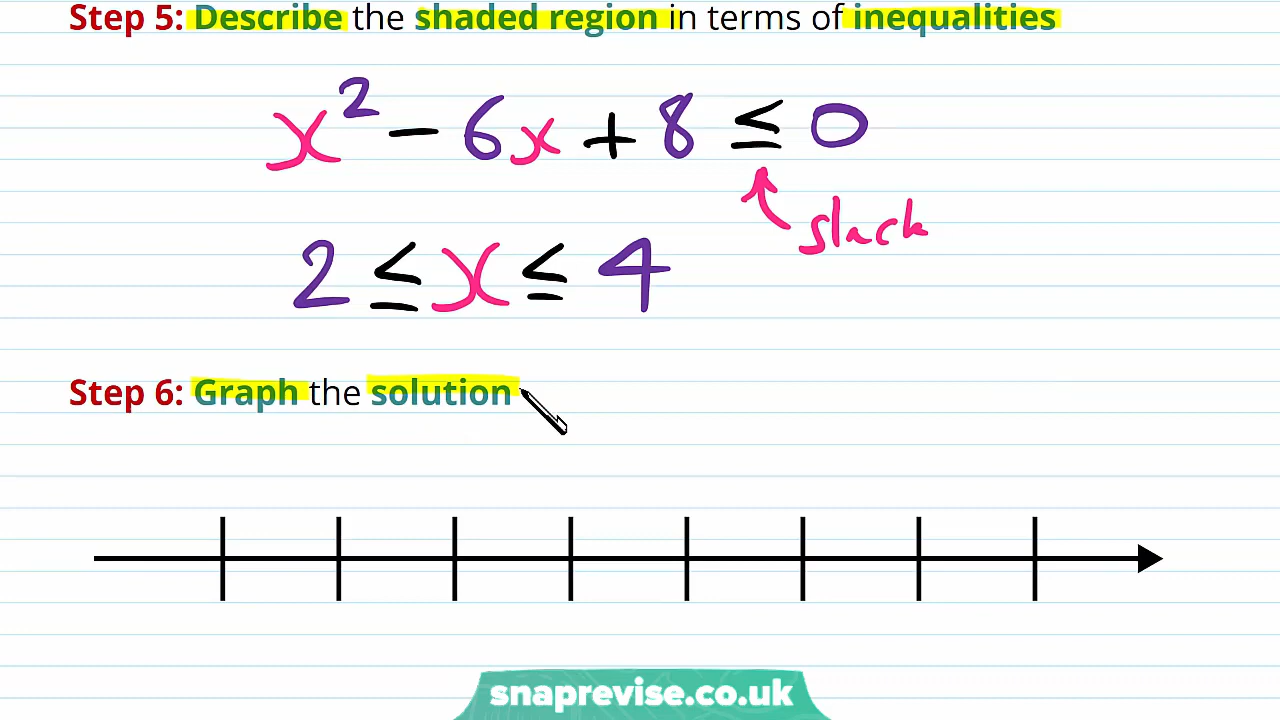 Step 5: Describe the shaded region in terms of inequalities
x² - 6x + 8 ≤ 0
slack
2 ≤ x ≤ 4
Step 6: Graph the solution
snaprevise.co.uk